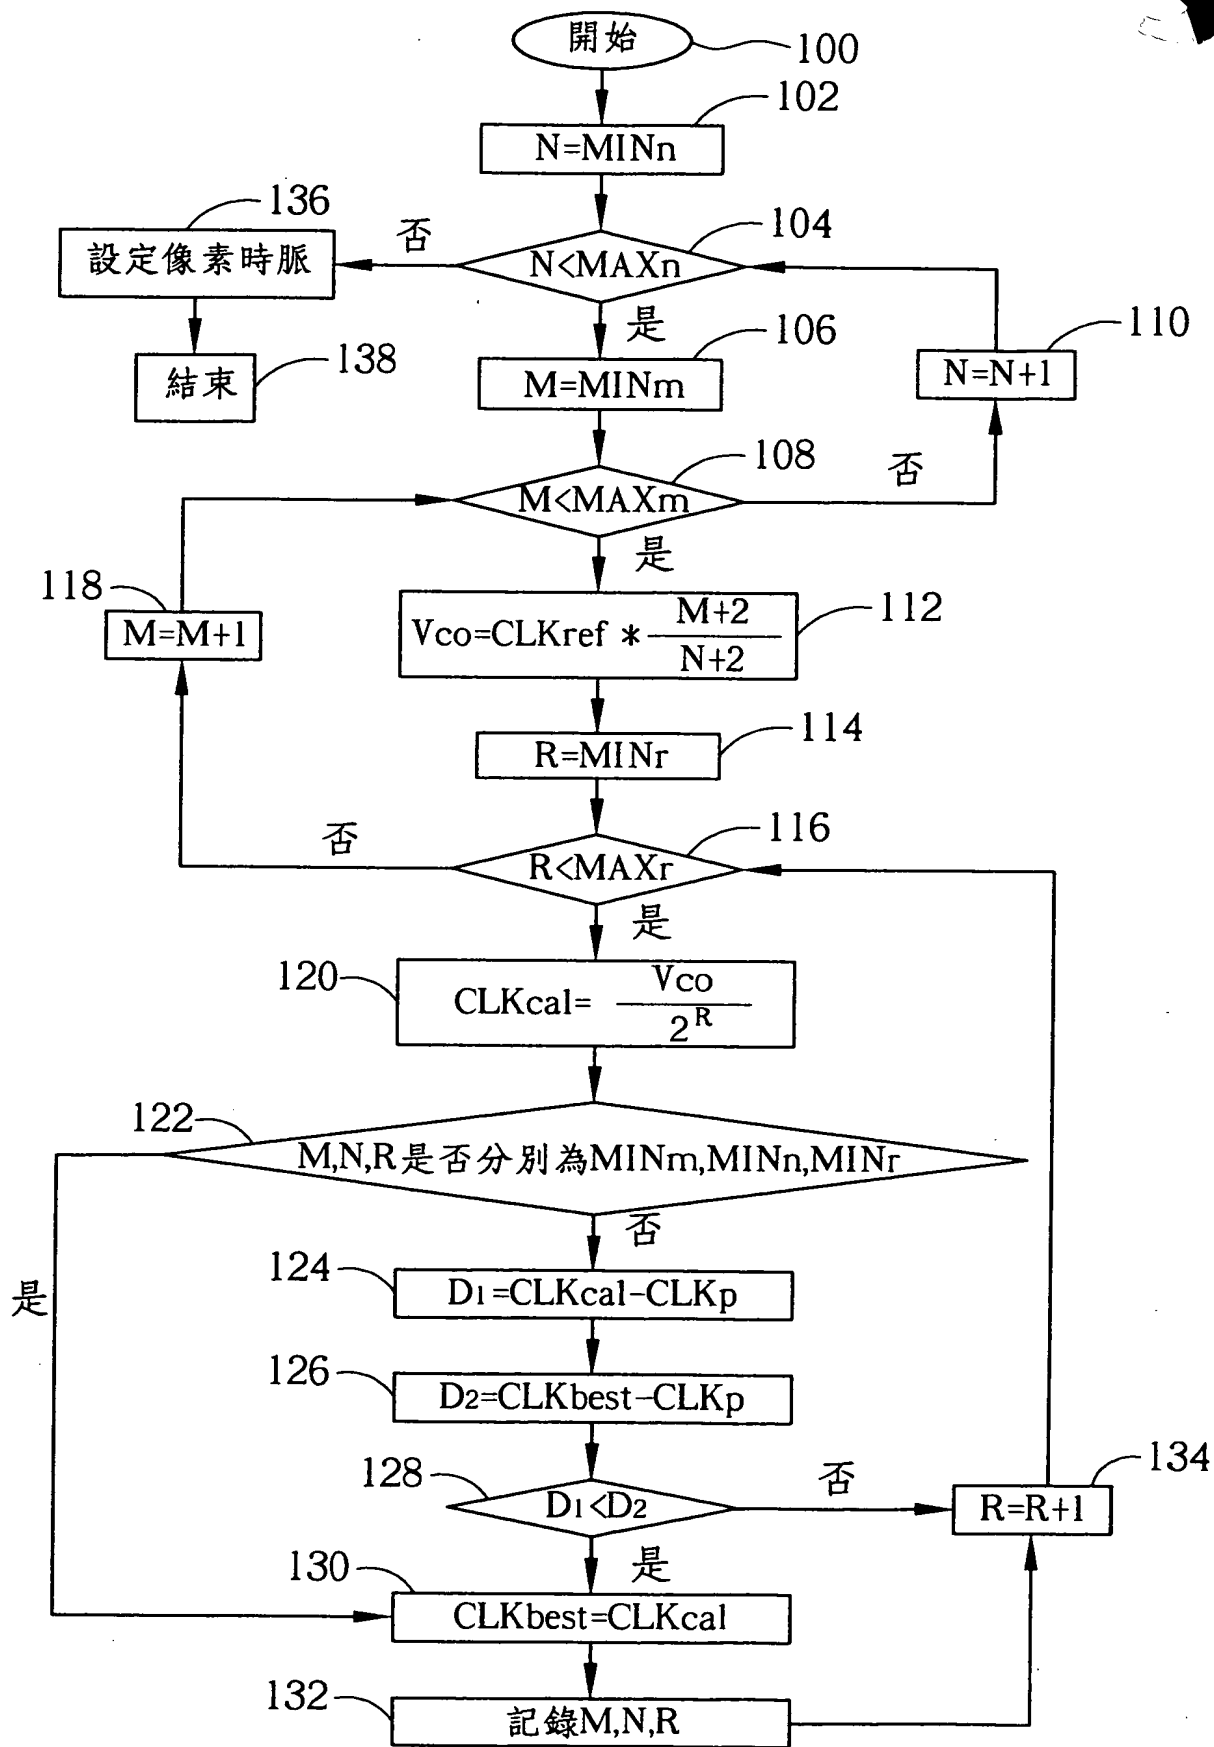 開始
100
102
N=MINn
136
104
否
設定像素時脈
N<MAXn
是
106
110
138
結束
M=MINm
N=N+1
108
否
M<MAXm
是
118
112
M=M+1
Vco=CLKref * M+2
N+2
114
R=MINr
116
否
R<MAXr
是
120
CLKcal= Vco
2^R
122
M,N,R是否分別為MINm,MINn,MINr
否
124
是
D1=CLKcal-CLKp
126
D2=CLKbest-CLKp
128
否
134
D1<D2
R=R+1
是
130
CLKbest=CLKcal
132
記錄M,N,R